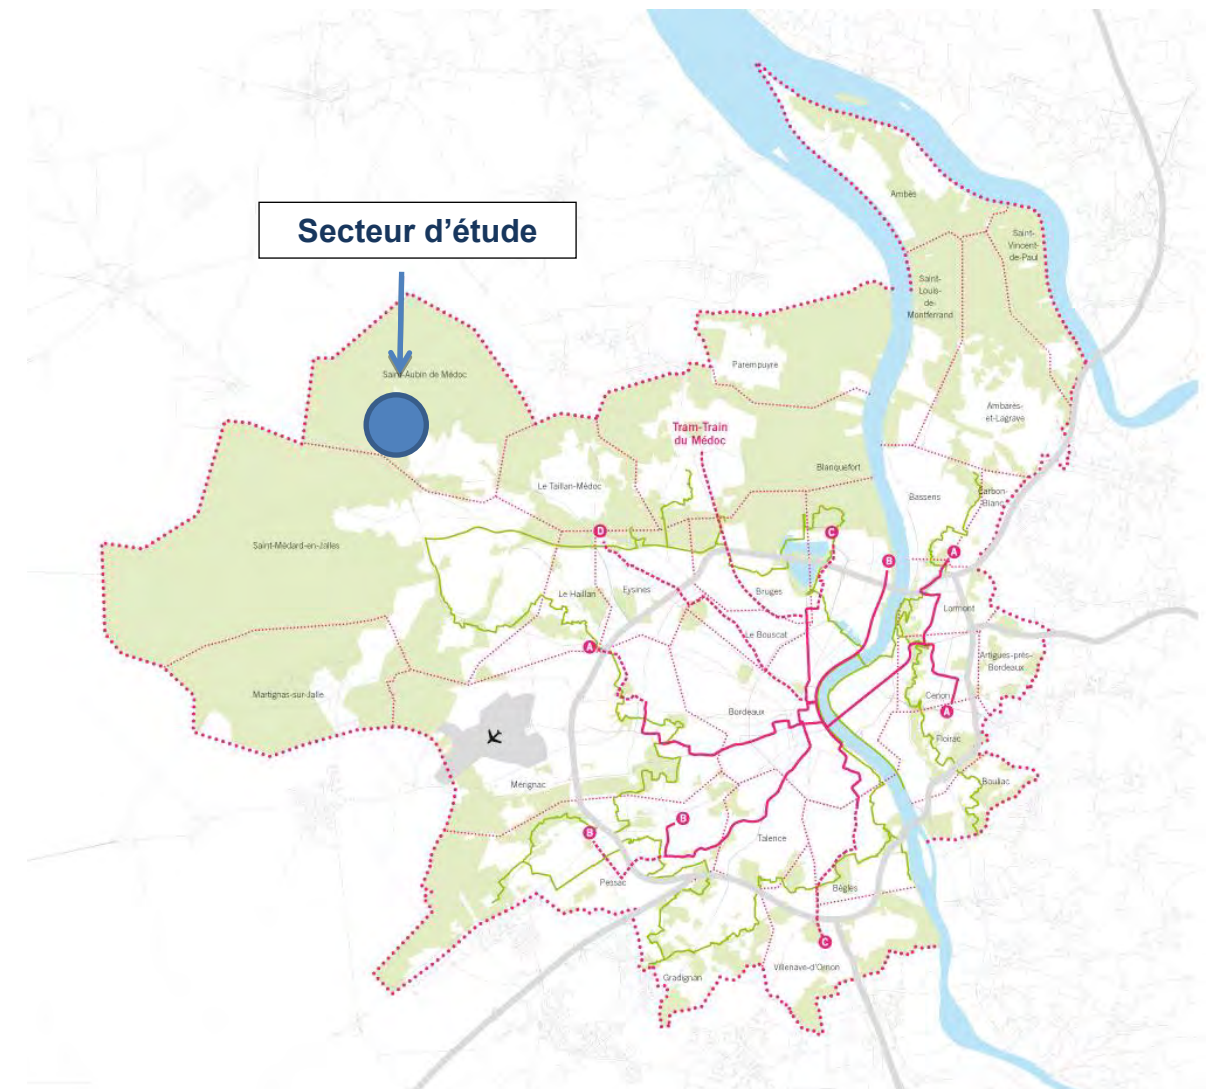 Secteur d'étude
Ambès
Saint-
Vincent-
de-Paul
Saint-
Louis-
de-
Montferrand
Saint-Aubin de Médoc
Parempuyre
Ambarès-
et-Lagrave
Tram-Train
du Médoc
Blanquefort
Le Taillan-Médoc
Bassens
Carbon-
Blanc
D
C
Saint-Médard-en-Jalles
A
B
Le Haillan
Eysines
Bruges
Lormont
Le Bouscat
A
Artigues-près-
Bordeaux
Martignas-sur-Jalle
Cenon
Bordeaux
A
Floirac
Mérignac
Bouliac
B
B
Talence
Pessac
Bègles
C
Villenave-d'Ornon
Gradignan